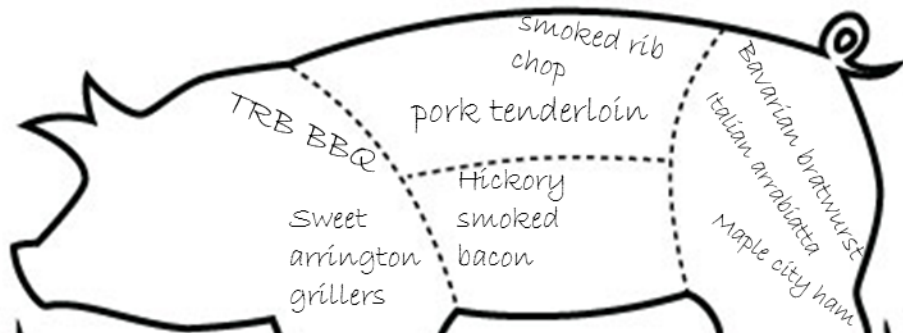 smoked rib
chop
pork tenderloin
TRB BBQ
Sweet
arrington
grillers
Hickory
smoked
bacon
Bavarian bratwurst
Italian arrabiatta
Maple city ham